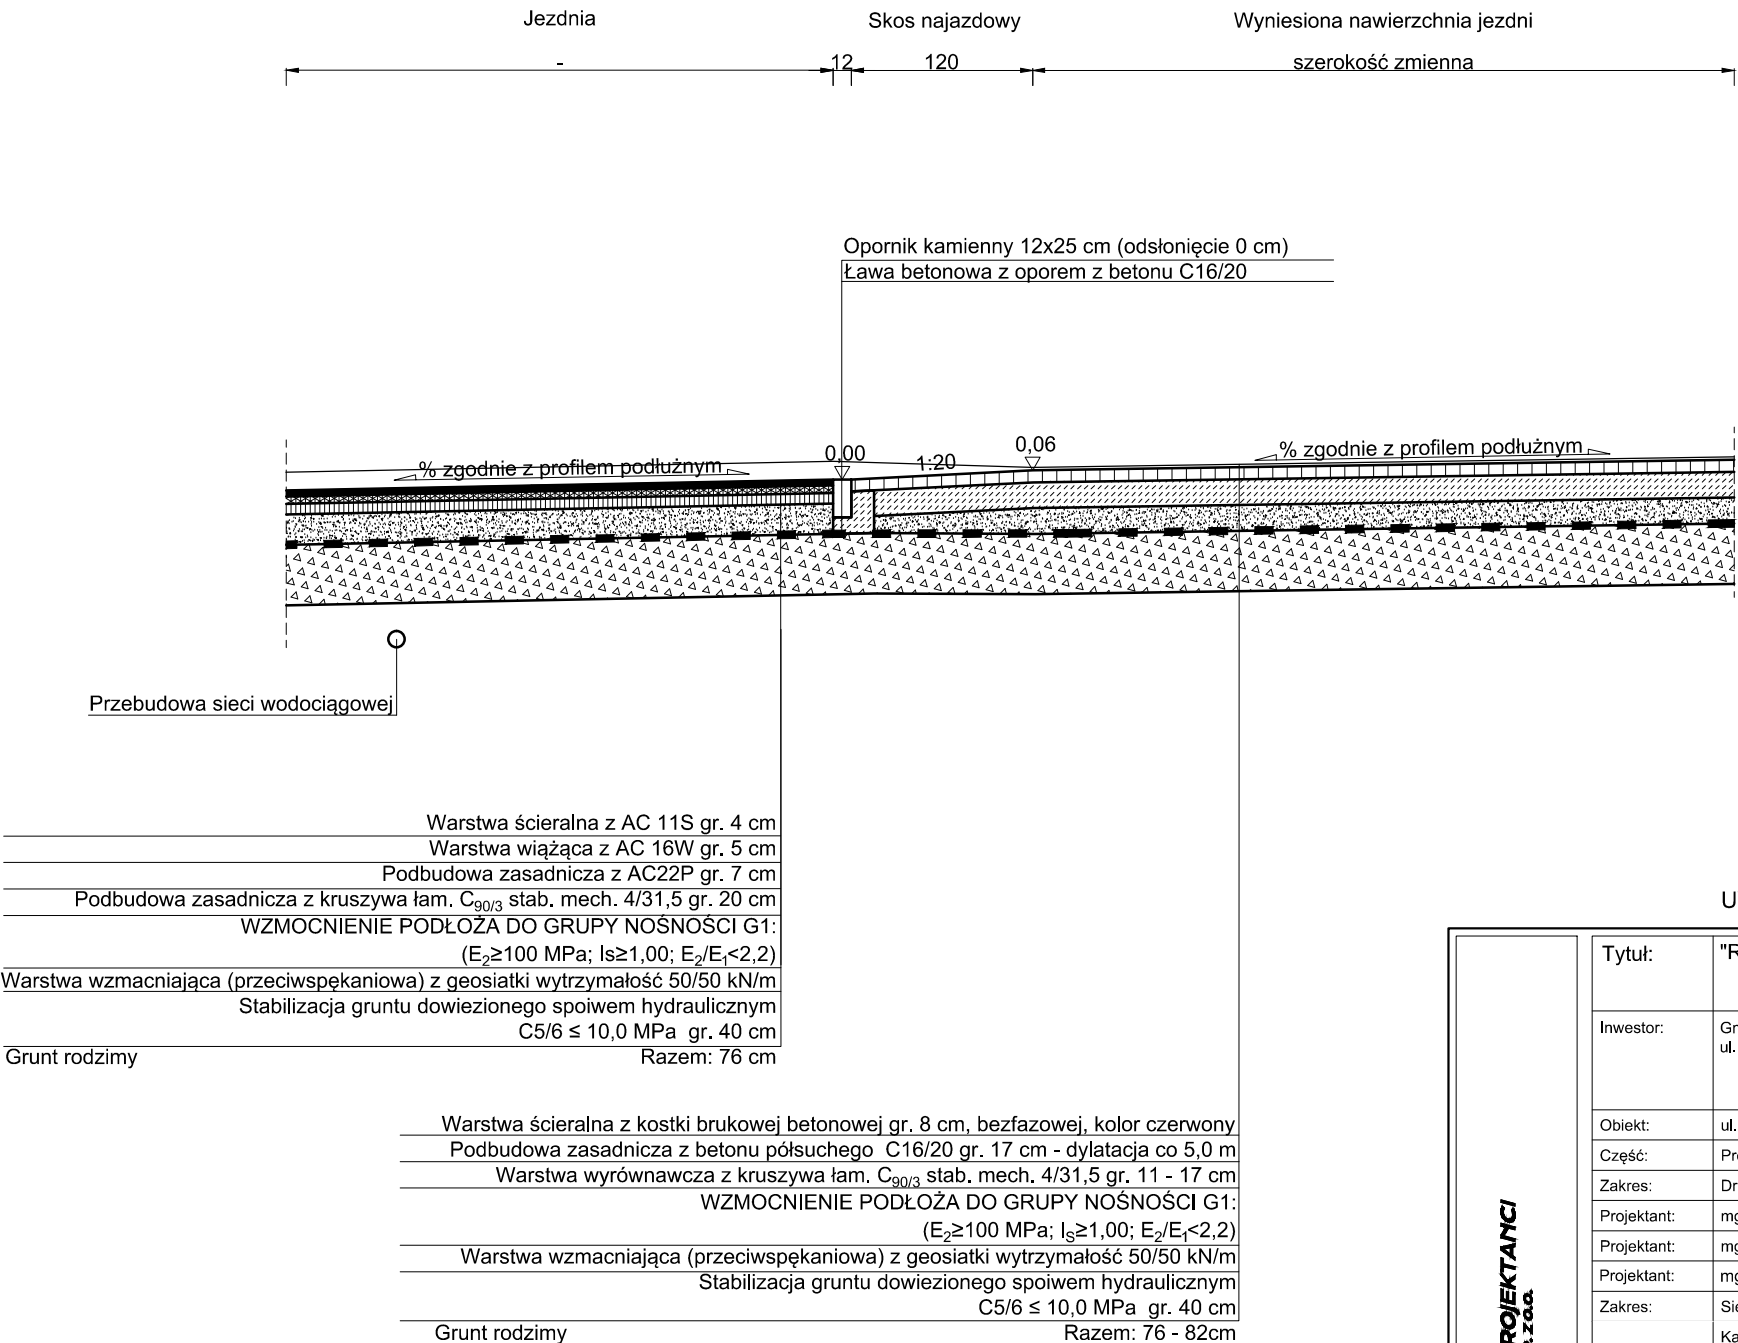 Jezdnia
Skos najazdowy
Wyniesiona nawierzchnia jezdni
-
12
120
szerokość zmienna
Opornik kamienny 12x25 cm (odsłonięcie 0 cm)
Ława betonowa z oporem z betonu C16/20
% zgodnie z profilem podłużnym
0,00
1:20
0,06
% zgodnie z profilem podłużnym
Przebudowa sieci wodociągowej
Warstwa ścieralna z AC 11S gr. 4 cm
Warstwa wiążąca z AC 16W gr. 5 cm
Podbudowa zasadnicza z AC22P gr. 7 cm
Podbudowa zasadnicza z kruszywa łam. C90/3 stab. mech. 4/31,5 gr. 20 cm
WZMOCNIENIE PODŁOŻA DO GRUPY NOŚNOŚCI G1:
(E2≥100 MPa; Is≥1,00; E2/E1<2,2)
Warstwa wzmacniająca (przeciwspękaniowa) z geosiatki wytrzymałość 50/50 kN/m
Stabilizacja gruntu dowiezionego spoiwem hydraulicznym
C5/6 ≤ 10,0 MPa gr. 40 cm
Grunt rodzimy
Razem: 76 cm
Warstwa ścieralna z kostki brukowej betonowej gr. 8 cm, bezfazowej, kolor czerwony
Podbudowa zasadnicza z betonu półsuchego C16/20 gr. 17 cm - dylatacja co 5,0 m
Warstwa wyrównawcza z kruszywa łam. C90/3 stab. mech. 4/31,5 gr. 11 - 17 cm
WZMOCNIENIE PODŁOŻA DO GRUPY NOŚNOŚCI G1:
(E2≥100 MPa; IS≥1,00; E2/E1<2,2)
Warstwa wzmacniająca (przeciwspękaniowa) z geosiatki wytrzymałość 50/50 kN/m
Stabilizacja gruntu dowiezionego spoiwem hydraulicznym
C5/6 ≤ 10,0 MPa gr. 40 cm
Grunt rodzimy
Razem: 76 - 82cm
U
Tytuł: "R
Inwestor: Gm
ul.
Obiekt: ul.
Część: Pr
Zakres: Dr
Projektant: mg
Projektant: mg
Projektant: mg
Zakres: Sie
Ka
ROJEKTANCI
z.o.o.